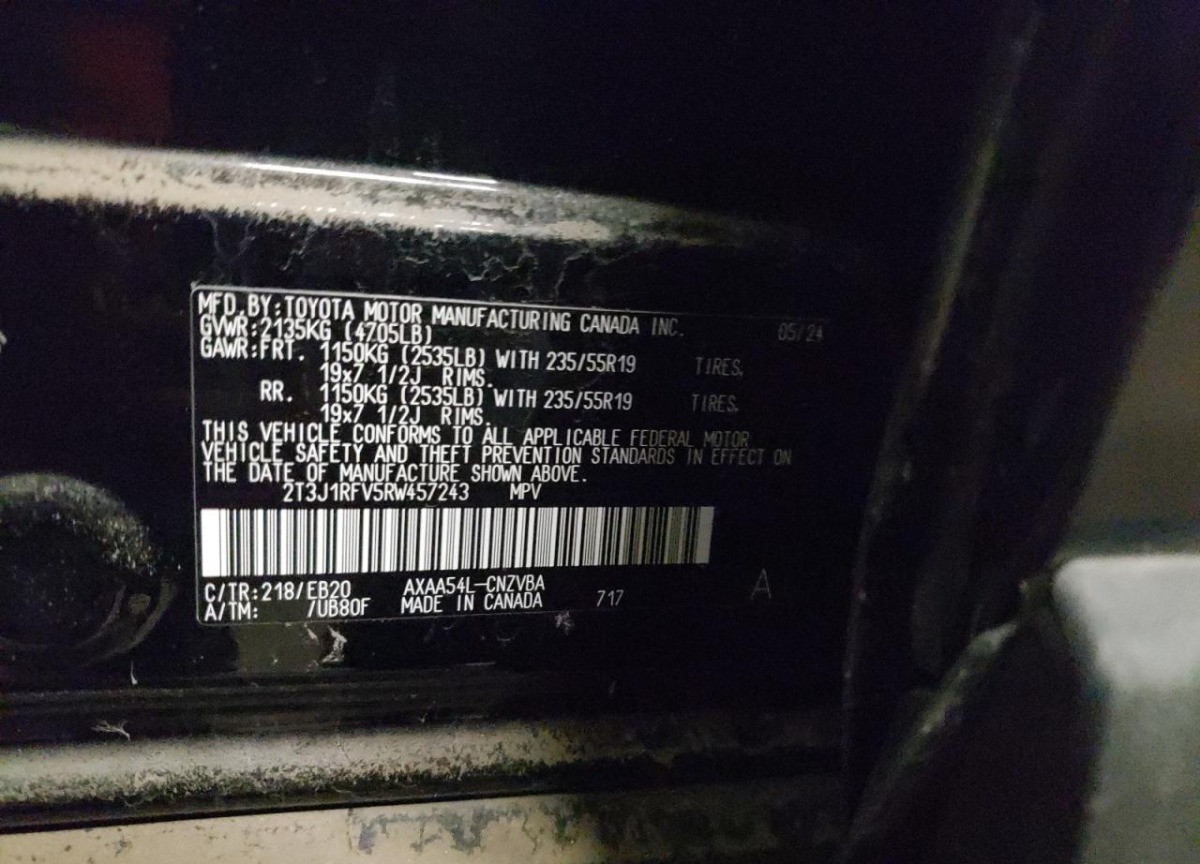 MFD.BY:TOYOTA MOTOR MANUFACTURING CANADA INC. 05/24
GVWR:2135KG (4705LB)
GAWR:FRT. 1150KG (2535LB) WITH 235/55R19 TIRES,
19x7 1/2J RIMS.
RR. 1150KG (2535LB) WITH 235/55R19 TIRES,
19x7 1/2J RIMS.
THIS VEHICLE CONFORMS TO ALL APPLICABLE FEDERAL MOTOR
VEHICLE SAFETY AND THEFT PREVENTION STANDARDS IN EFFECT ON
THE DATE OF MANUFACTURE SHOWN ABOVE.
2T3J1RFV5RW457243 MPV
C/TR:218/EB20 AXAA54L-CNZVBA A
A/TM: /UB80F MADE IN CANADA 717